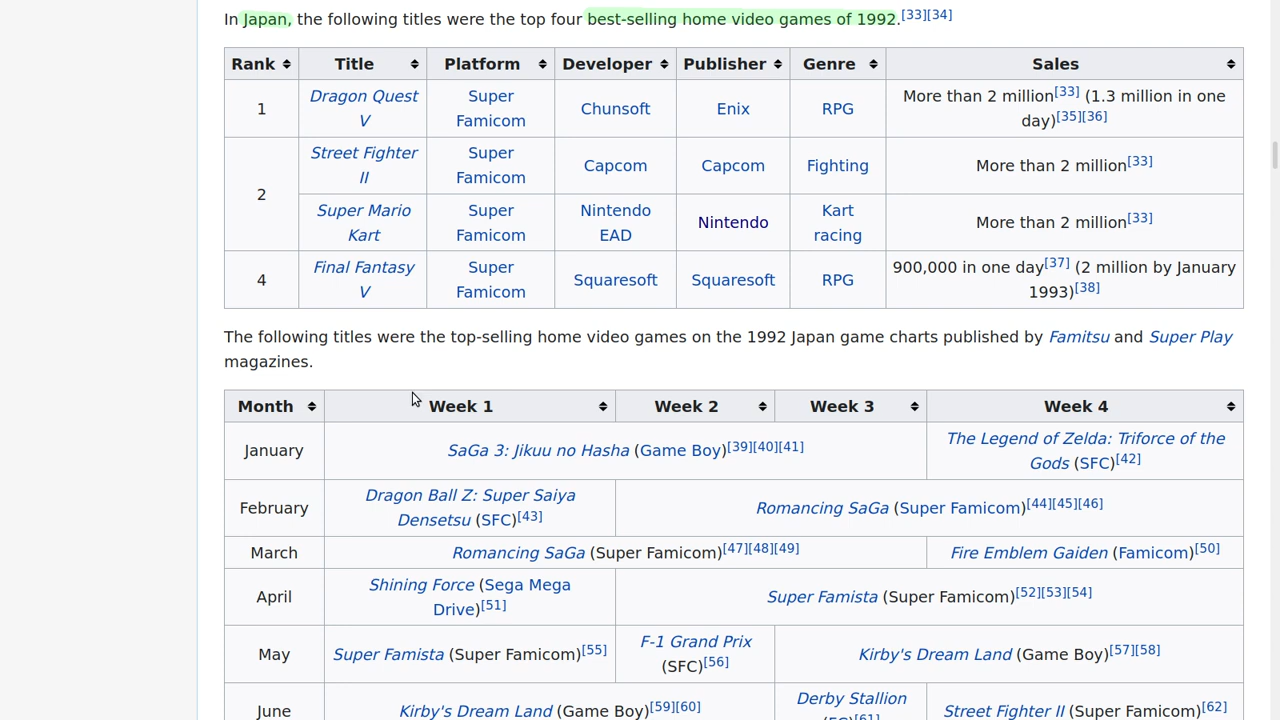 In Japan, the following titles were the top four best-selling home video games of 1992.[33][34]
Rank Title Platform Developer Publisher Genre Sales
1 Dragon Quest V Super Famicom Chunsoft Enix RPG More than 2 million[33] (1.3 million in one day)[35][36]
2 Street Fighter II Super Famicom Capcom Capcom Fighting More than 2 million[33]
Super Mario Kart Super Famicom Nintendo EAD Nintendo Kart racing More than 2 million[33]
4 Final Fantasy V Super Famicom Squaresoft Squaresoft RPG 900,000 in one day[37] (2 million by January 1993)[38]
The following titles were the top-selling home video games on the 1992 Japan game charts published by Famitsu and Super Play
magazines.
Month Week 1 Week 2 Week 3 Week 4
January SaGa 3: Jikuu no Hasha (Game Boy)[39][40][41] The Legend of Zelda: Triforce of the Gods (SFC)[42]
February Dragon Ball Z: Super Saiya Densetsu (SFC)[43] Romancing SaGa (Super Famicom)[44][45][46]
March Romancing SaGa (Super Famicom)[47][48][49] Fire Emblem Gaiden (Famicom)[50]
April Shining Force (Sega Mega Drive)[51] Super Famista (Super Famicom)[52][53][54]
May Super Famista (Super Famicom)[55] F-1 Grand Prix (SFC)[56] Kirby's Dream Land (Game Boy)[57][58]
June Kirby's Dream Land (Game Boy)[59][60] Derby Stallion Street Fighter II (Super Famicom)[62]